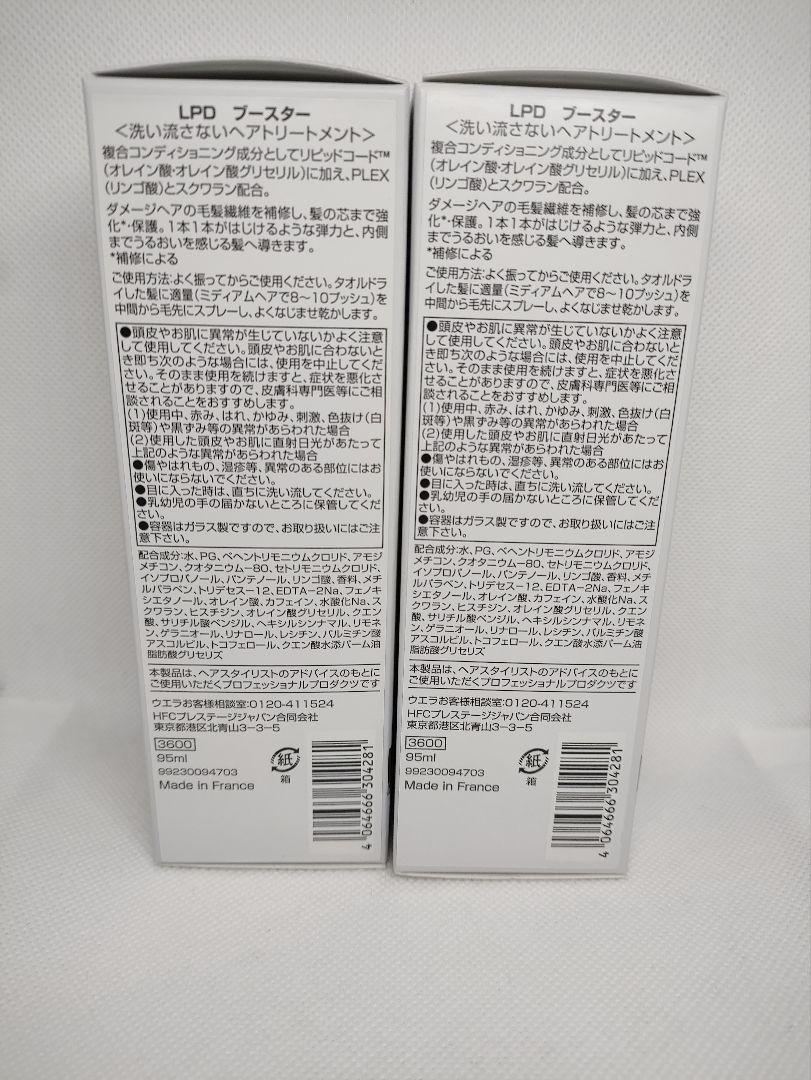 LPD ブースター
<洗い流さないヘアトリートメント>
複合コンディショニング成分としてリピッドコード™
(オレイン酸・オレイン酸グリセリル)に加え、PLEX
(リンゴ酸)とスクワラン配合。
ダメージヘアの毛髪繊維を補修し、髪の芯まで強
化*・保護。1本1本がはじけるような弾力と、内側
までうるおいを感じる髪へ導きます。
*補修による
ご使用方法:よく振ってからご使用ください。タオルドラ
イした髪に適量(ミディアムヘアで8〜10プッシュ)を
中間から毛先にスプレーし、よくなじませ乾かします。
●頭皮やお肌に異常が生じていないかよく注意
して使用してください。頭皮やお肌に合わないと
き即ち次のような場合には、使用を中止してくだ
さい。そのまま使用を続けますと、症状を悪化さ
せることがありますので、皮膚科専門医等にご相
談されることをおすすめします。
(1)使用中、赤み、はれ、かゆみ、刺激、色抜け(白
斑等)や黒ずみ等の異常があらわれた場合
(2)使用した頭皮やお肌に直射日光があたって
上記のような異常があらわれた場合
●傷やはれもの、湿疹等、異常のある部位にはお
使いにならないでください。
●目に入った時は、直ちに洗い流してください。
●乳幼児の手の届かないところに保管してくだ
さい。
●容器はガラス製ですので、お取り扱いにはご注
意下さい。
配合成分:水、PG、ベヘントリモニウムクロリド、アモジ
メチコン、クオタニウム-80、セトリモニウムクロリド、
イソプロパノール、パンテノール、リンゴ酸、香料、メチ
ルパラベン、トリデセス-12、EDTA-2Na、フェノキ
シエタノール、オレイン酸、カフェイン、水酸化Na、ス
クワラン、ヒスチジン、オレイン酸グリセリル、クエン
酸、サリチル酸ベンジル、ヘキシルシンナマル、リモネ
ン、ゲラニオール、リナロール、レシチン、パルミチン酸
アスコルビル、トコフェロール、クエン酸水添パーム油
脂肪酸グリセリズ
本製品は、ヘアスタイリストのアドバイスのもとに
ご使用いただくプロフェッショナルプロダクツです
ウエラお客様相談室:0120-411524
HFCプレステージジャパン合同会社
東京都港区北青山3-3-5
3600
95ml
99230094703
Made in France
紙
箱
4 064666 304281
LPD ブースター
<洗い流さないヘアトリートメント>
複合コンディショニング成分としてリピッドコード™
(オレイン酸・オレイン酸グリセリル)に加え、PLEX
(リンゴ酸)とスクワラン配合。
ダメージヘアの毛髪繊維を補修し、髪の芯まで強
化*・保護。1本1本がはじけるような弾力と、内側
までうるおいを感じる髪へ導きます。
*補修による
ご使用方法:よく振ってからご使用ください。タオルドラ
イした髪に適量(ミディアムヘアで8〜10プッシュ)を
中間から毛先にスプレーし、よくなじませ乾かします。
●頭皮やお肌に異常が生じていないかよく注意
して使用してください。頭皮やお肌に合わないと
き即ち次のような場合には、使用を中止してくだ
さい。そのまま使用を続けますと、症状を悪化さ
せることがありますので、皮膚科専門医等にご相
談されることをおすすめします。
(1)使用中、赤み、はれ、かゆみ、刺激、色抜け(白
斑等)や黒ずみ等の異常があらわれた場合
(2)使用した頭皮やお肌に直射日光があたって
上記のような異常があらわれた場合
●傷やはれもの、湿疹等、異常のある部位にはお
使いにならないでください。
●目に入った時は、直ちに洗い流してください。
●乳幼児の手の届かないところに保管してくだ
さい。
●容器はガラス製ですので、お取り扱いにはご注
意下さい。
配合成分:水、PG、ベヘントリモニウムクロリド、アモジ
メチコン、クオタニウム-80、セトリモニウムクロリド、
イソプロパノール、パンテノール、リンゴ酸、香料、メチ
ルパラベン、トリデセス-12、EDTA-2Na、フェノキ
シエタノール、オレイン酸、カフェイン、水酸化Na、ス
クワラン、ヒスチジン、オレイン酸グリセリル、クエン
酸、サリチル酸ベンジル、ヘキシルシンナマル、リモネ
ン、ゲラニオール、リナロール、レシチン、パルミチン酸
アスコルビル、トコフェロール、クエン酸水添パーム油
脂肪酸グリセリズ
本製品は、ヘアスタイリストのアドバイスのもとに
ご使用いただくプロフェッショナルプロダクツです
ウエラお客様相談室:0120-411524
HFCプレステージジャパン合同会社
東京都港区北青山3-3-5
3600
95ml
99230094703
Made in France
紙
箱
4 064666 304281